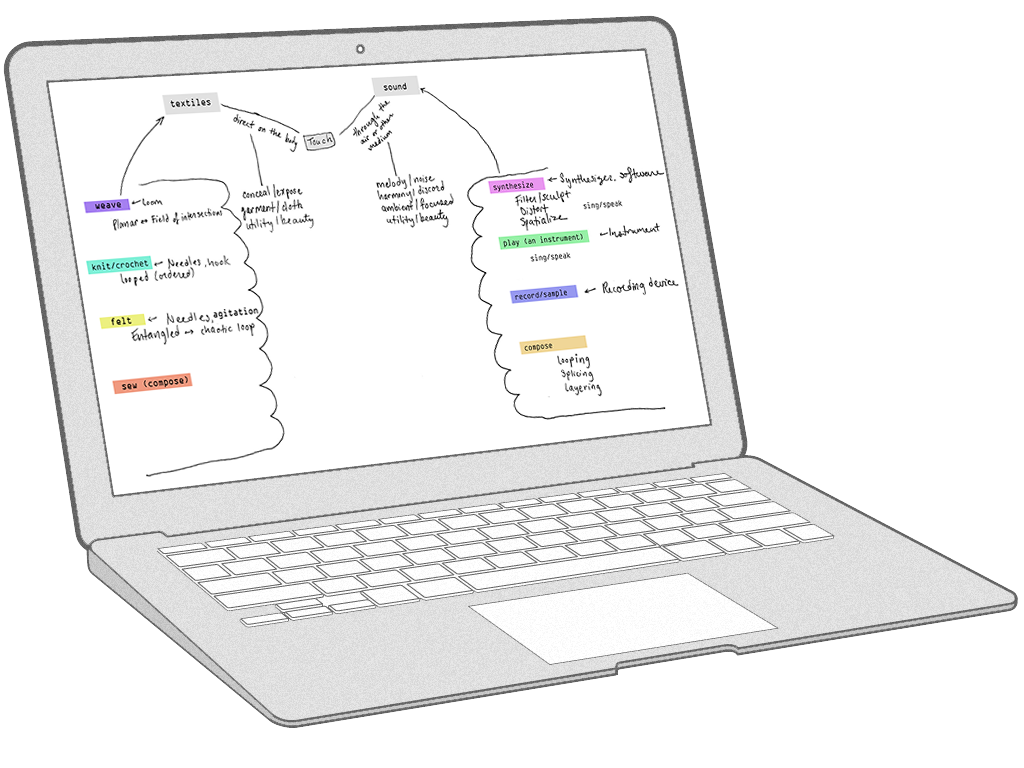 textiles
sound
direct on the body
Touch
through the
air or other
medium
conceal/expose
garment/cloth
utility/beauty
melody/noise
harmony/discord
ambient/focused
utility/beauty
weave ← Loom
Planar ↔ Field of intersections
knit/crochet ← Needles, hook
Looped (ordered)
felt ← Needles, agitation
Entangled → chaotic loop
sew (compose)
synthesize ← Synthesizer, software
Filter/sculpt
Distort
Spatialize
sing/speak
play (an instrument) ← Instrument
sing/speak
record/sample ← Recording device
compose
Looping
Splicing
Layering